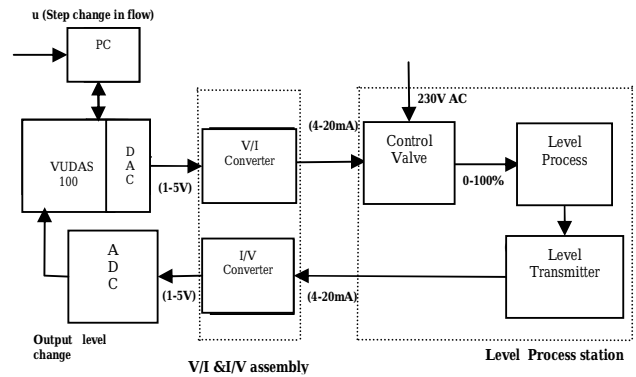 u (Step change in flow)
PC
230V AC
VUDAS
100
D
A
C
(1-5V)
V/I
Converter
(4-20mA)
Control
Valve
0-100%
Level
Process
A
D
C
(1-5V)
I/V
Converter
(4-20mA)
Level
Transmitter
Output level
change
V/I &I/V assembly
Level Process station